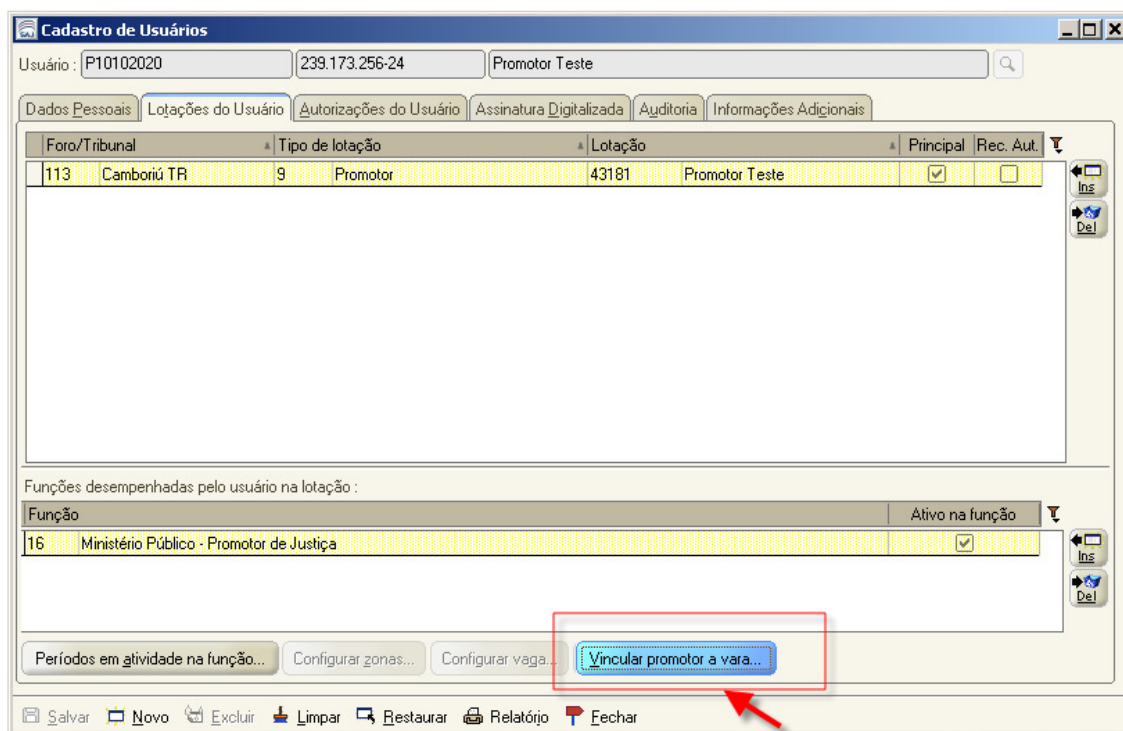 Cadastro de Usuários
Usuário : P10102020 239.173.256-24 Promotor Teste
Dados Pessoais Lotações do Usuário Autorizações do Usuário Assinatura Digitalizada Auditoria Informações Adicionais
Foro/Tribunal Tipo de lotação Lotação Principal Rec. Aut.
113 Camboriú TR 9 Promotor 43181 Promotor Teste
Ins
Del
Funções desempenhadas pelo usuário na lotação :
Função Ativo na função
16 Ministério Público - Promotor de Justiça
Ins
Del
Períodos em atividade na função... Configurar zonas... Configurar vaga... Vincular promotor a vara...
Salvar Novo Excluir Limpar Restaurar Relatório Fechar